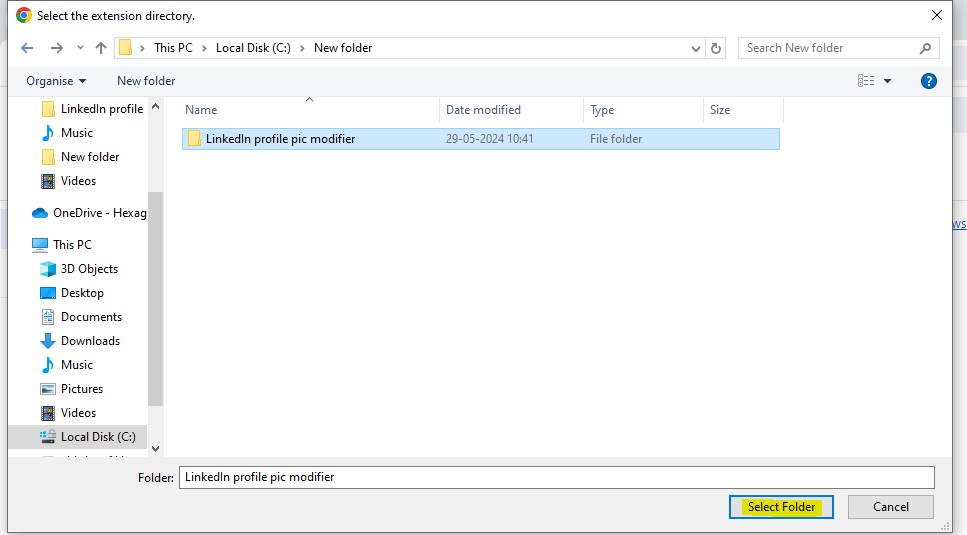 Select the extension directory.
This PC > Local Disk (C:) > New folder
Search New folder
Organise New folder
Name Date modified Type Size
LinkedIn profile pic modifier 29-05-2024 10:41 File folder
LinkedIn profile
Music
New folder
Videos
OneDrive - Hexag
This PC
3D Objects
Desktop
Documents
Downloads
Music
Pictures
Videos
Local Disk (C:)
ws
Folder: LinkedIn profile pic modifier
Select Folder Cancel